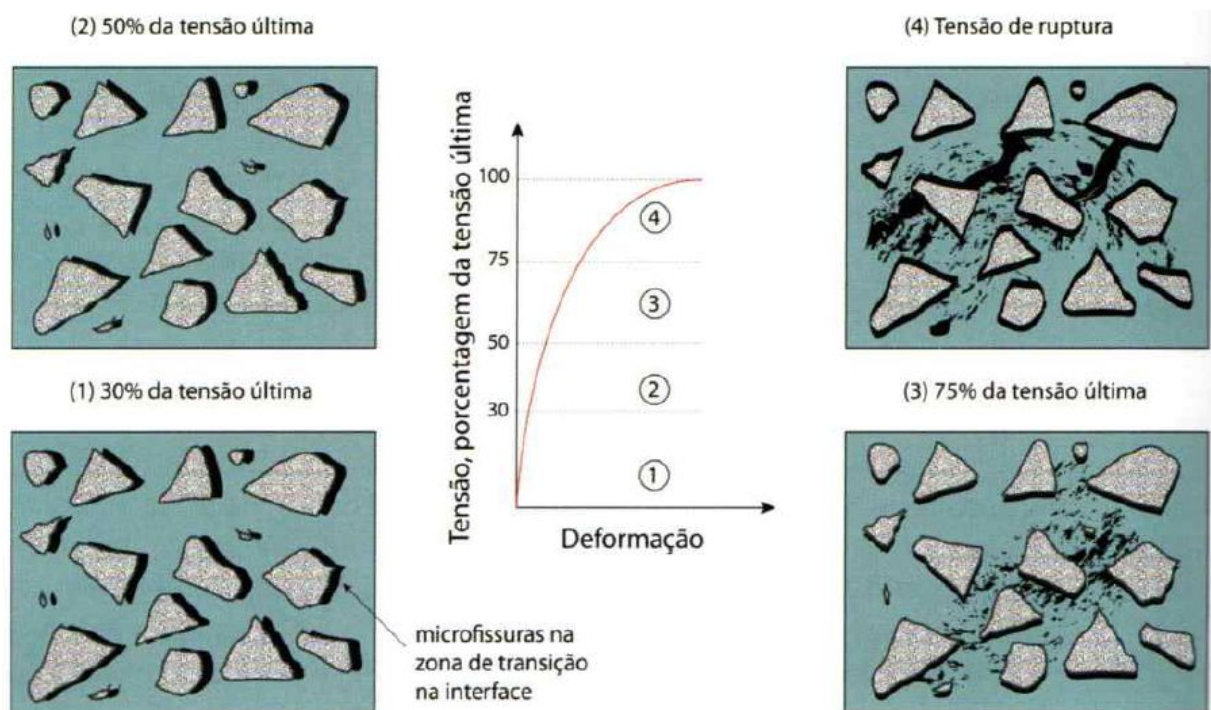 (2) 50% da tensão última
(4) Tensão de ruptura
Tensão, porcentagem da tensão última
100
75
50
30
4
3
2
1
Deformação
(1) 30% da tensão última
(3) 75% da tensão última
microfissuras na
zona de transição
na interface